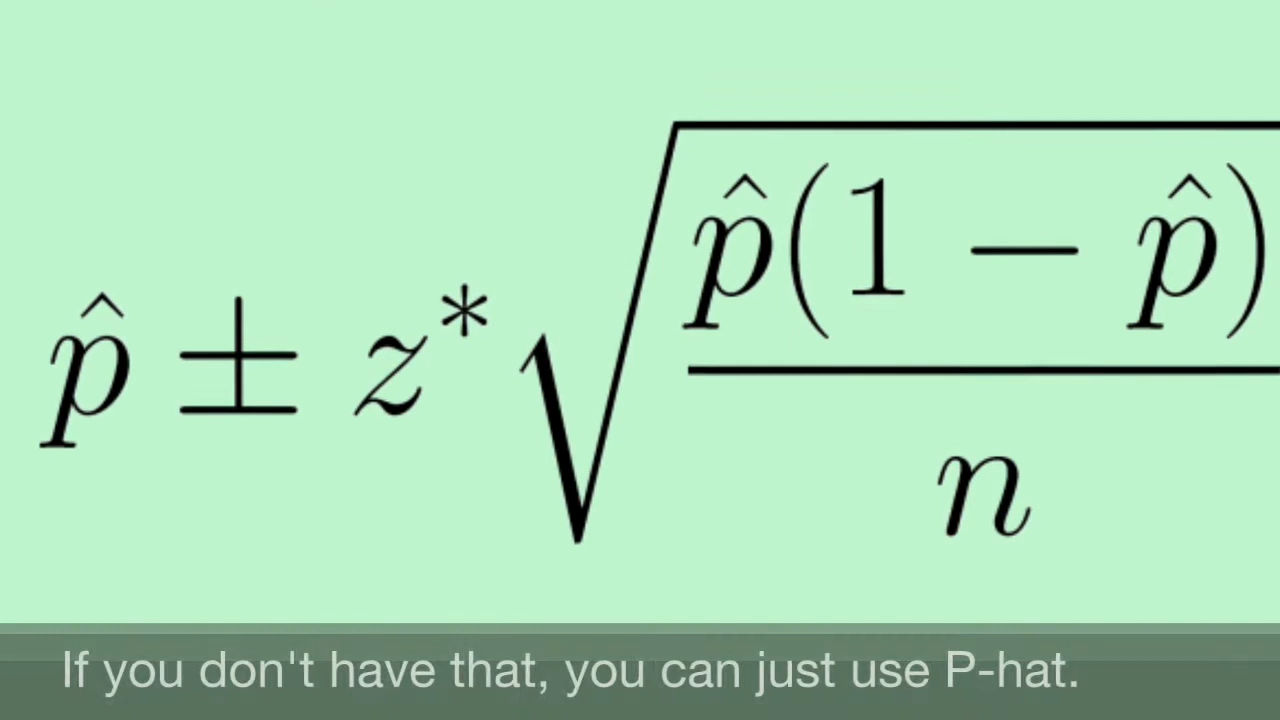 p̂ ± z* √(p̂(1 − p̂) / n)
If you don't have that, you can just use P-hat.